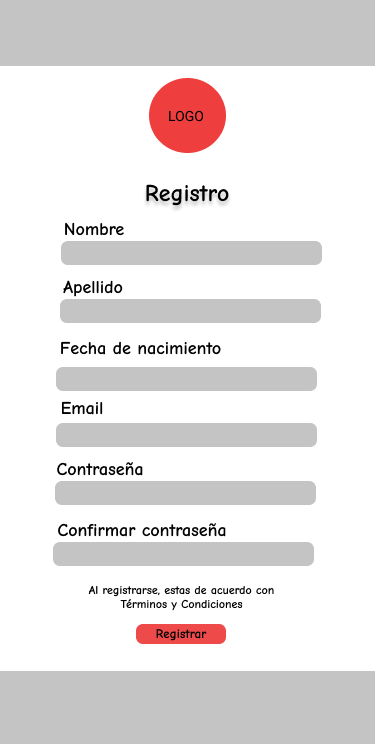 LOGO
Registro
Nombre
Apellido
Fecha de nacimiento
Email
Contraseña
Confirmar contraseña
Al registrarse, estas de acuerdo con
Términos y Condiciones
Registrar